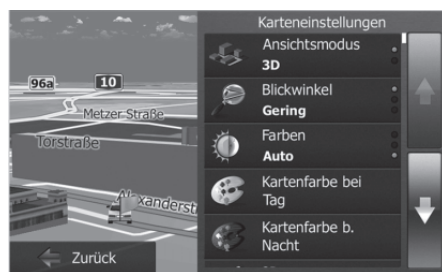 Karteneinstellungen
Ansichtsmodus
3D
Blickwinkel
Gering
Farben
Auto
Kartenfarbe bei
Tag
Kartenfarbe b.
Nacht
96a
10
Metzer Straße
Torstraße
Zurück